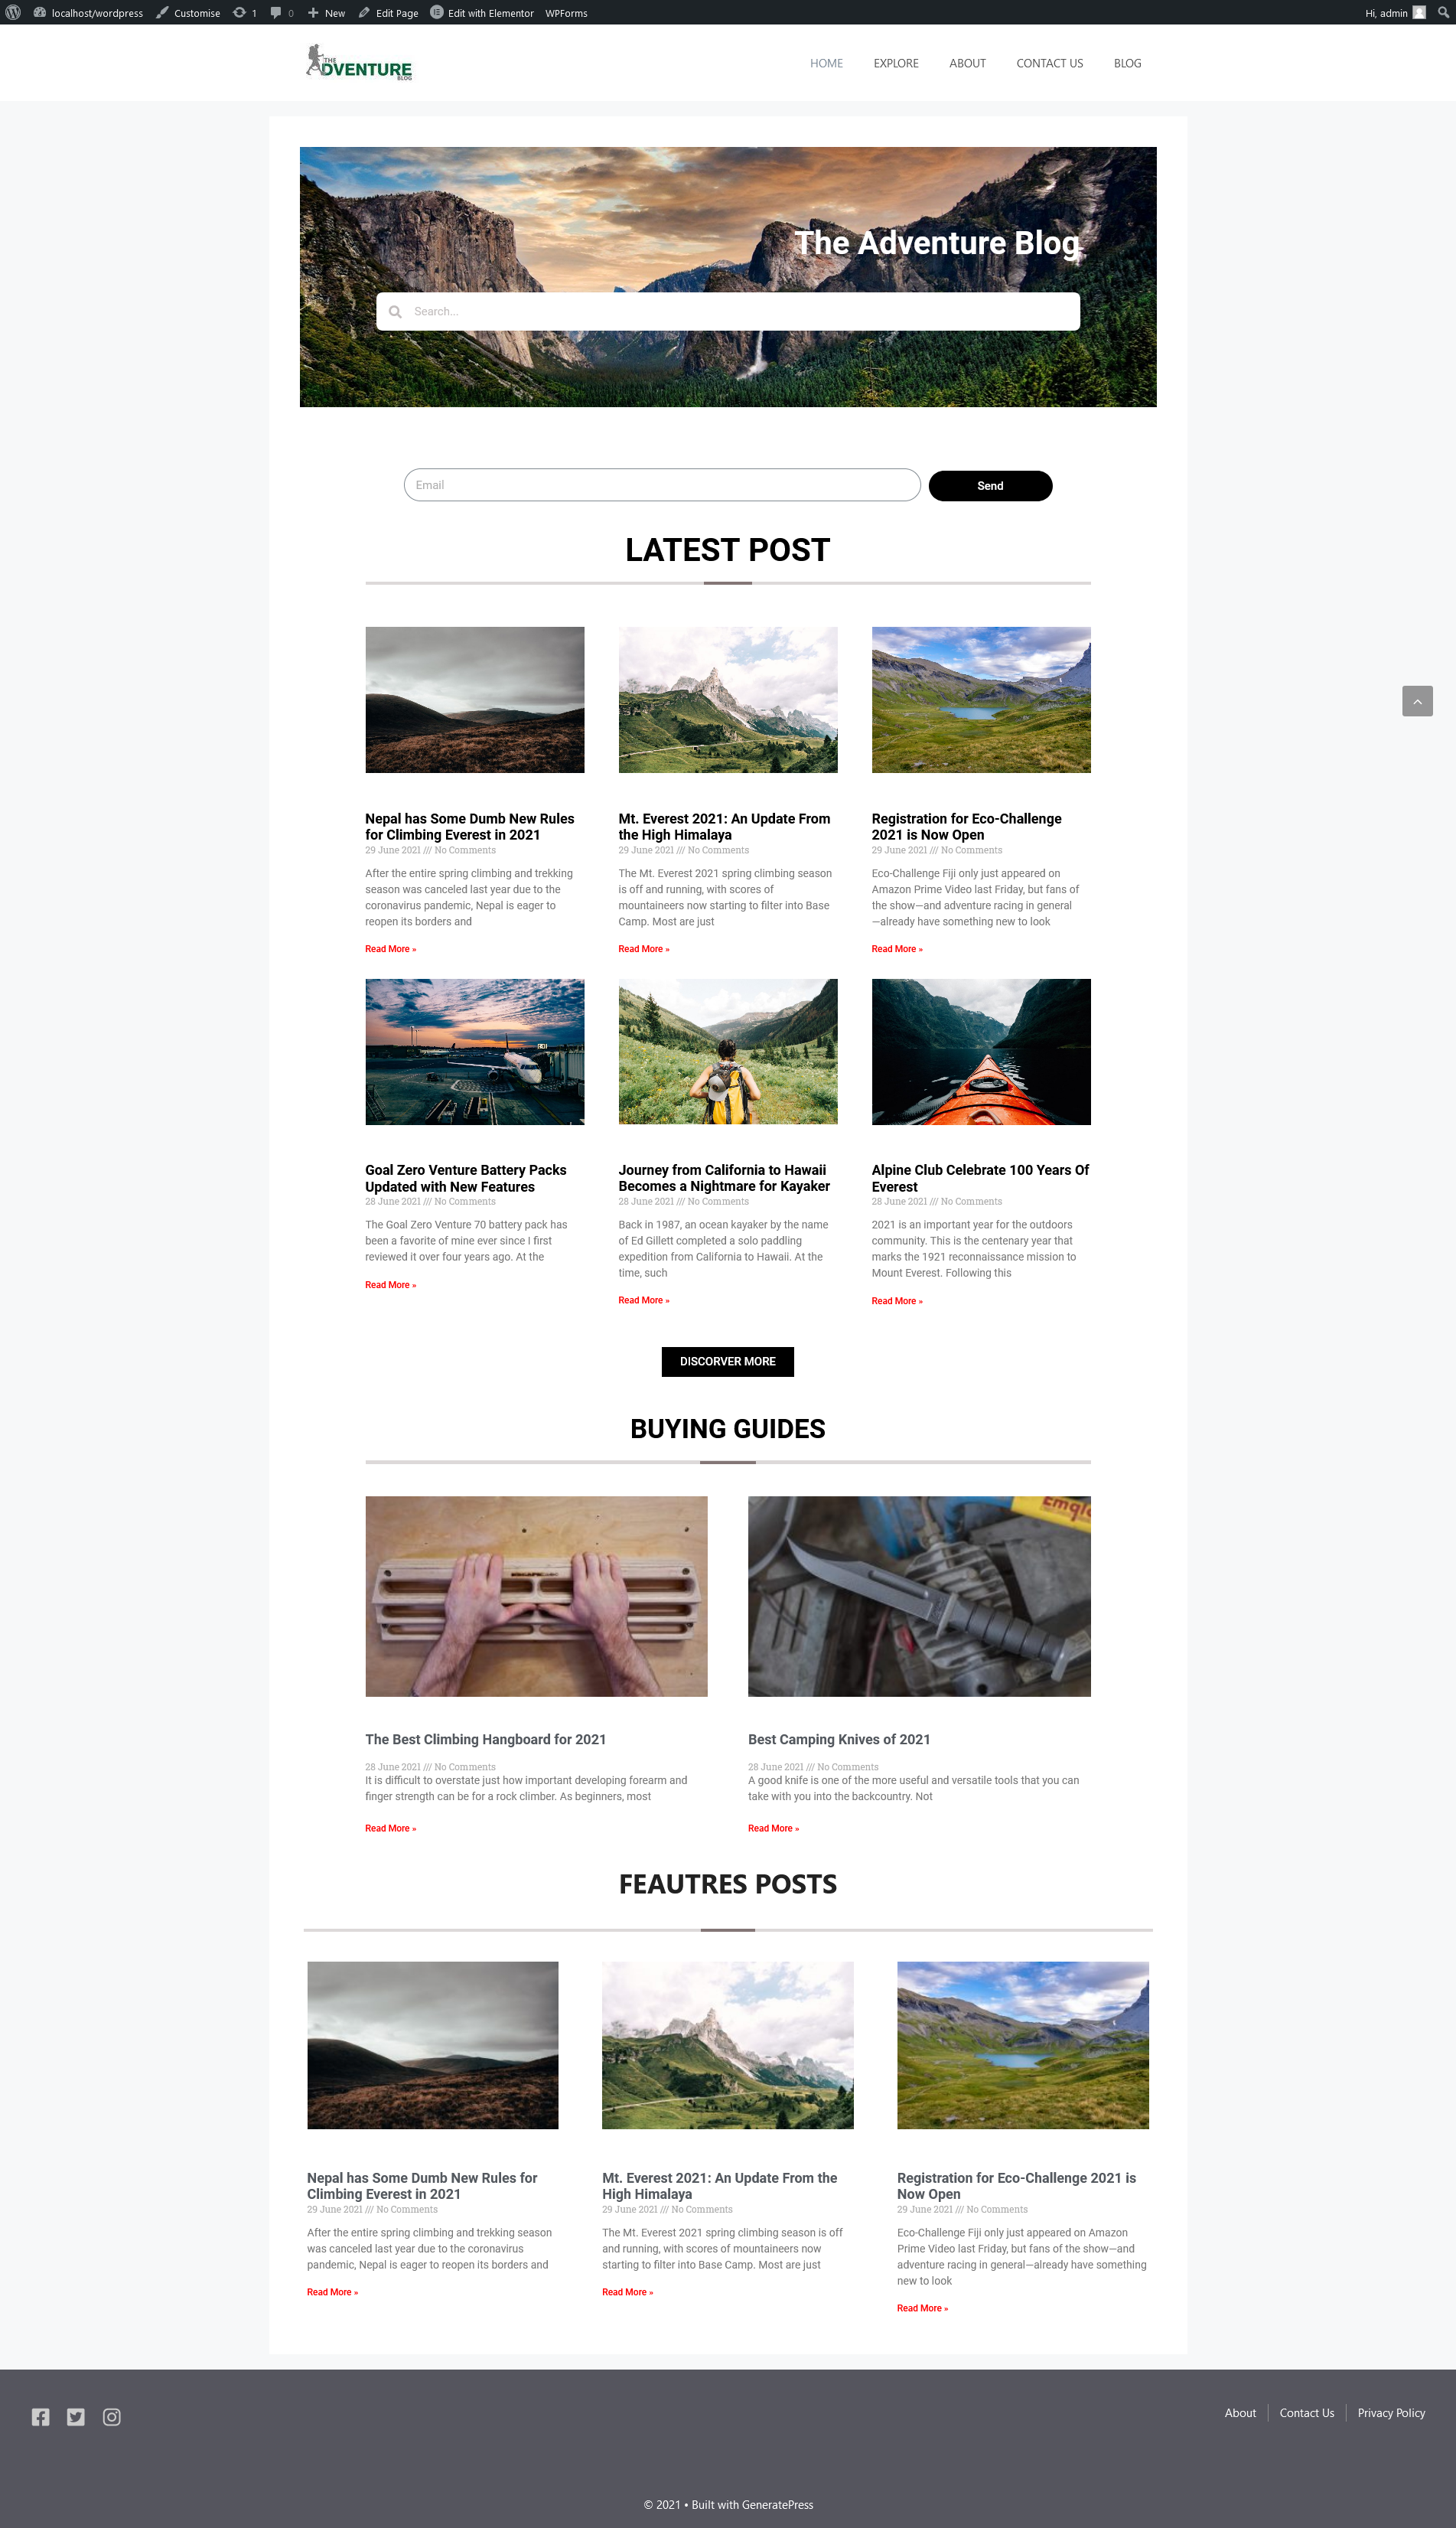 localhost/wordpress Customise 1 0 New Edit Page Edit with Elementor WPForms Hi, admin
THE
DVENTURE
BLOG
HOME EXPLORE ABOUT CONTACT US BLOG
The Adventure Blog
Search...
Email Send
LATEST POST
Nepal has Some Dumb New Rules
for Climbing Everest in 2021
29 June 2021 /// No Comments
After the entire spring climbing and trekking
season was canceled last year due to the
coronavirus pandemic, Nepal is eager to
reopen its borders and
Read More »
Mt. Everest 2021: An Update From
the High Himalaya
29 June 2021 /// No Comments
The Mt. Everest 2021 spring climbing season
is off and running, with scores of
mountaineers now starting to filter into Base
Camp. Most are just
Read More »
Registration for Eco-Challenge
2021 is Now Open
29 June 2021 /// No Comments
Eco-Challenge Fiji only just appeared on
Amazon Prime Video last Friday, but fans of
the show—and adventure racing in general
—already have something new to look
Read More »
Goal Zero Venture Battery Packs
Updated with New Features
28 June 2021 /// No Comments
The Goal Zero Venture 70 battery pack has
been a favorite of mine ever since I first
reviewed it over four years ago. At the
Read More »
Journey from California to Hawaii
Becomes a Nightmare for Kayaker
28 June 2021 /// No Comments
Back in 1987, an ocean kayaker by the name
of Ed Gillett completed a solo paddling
expedition from California to Hawaii. At the
time, such
Read More »
Alpine Club Celebrate 100 Years Of
Everest
28 June 2021 /// No Comments
2021 is an important year for the outdoors
community. This is the centenary year that
marks the 1921 reconnaissance mission to
Mount Everest. Following this
Read More »
DISCORVER MORE
BUYING GUIDES
The Best Climbing Hangboard for 2021
28 June 2021 /// No Comments
It is difficult to overstate just how important developing forearm and
finger strength can be for a rock climber. As beginners, most
Read More »
Best Camping Knives of 2021
28 June 2021 /// No Comments
A good knife is one of the more useful and versatile tools that you can
take with you into the backcountry. Not
Read More »
FEAUTRES POSTS
Nepal has Some Dumb New Rules for
Climbing Everest in 2021
29 June 2021 /// No Comments
After the entire spring climbing and trekking season
was canceled last year due to the coronavirus
pandemic, Nepal is eager to reopen its borders and
Read More »
Mt. Everest 2021: An Update From the
High Himalaya
29 June 2021 /// No Comments
The Mt. Everest 2021 spring climbing season is off
and running, with scores of mountaineers now
starting to filter into Base Camp. Most are just
Read More »
Registration for Eco-Challenge 2021 is
Now Open
29 June 2021 /// No Comments
Eco-Challenge Fiji only just appeared on Amazon
Prime Video last Friday, but fans of the show—and
adventure racing in general—already have something
new to look
Read More »
About Contact Us Privacy Policy
© 2021 • Built with GeneratePress